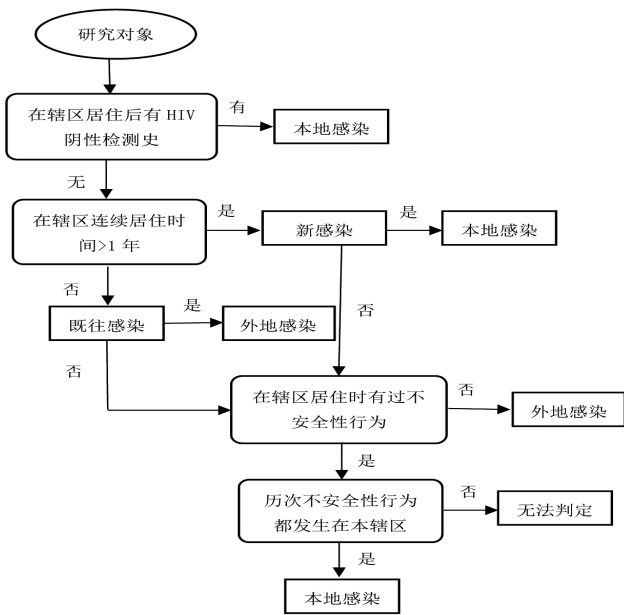 研究对象
在辖区居住后有 HIV
阴性检测史
有
本地感染
无
在辖区连续居住时
间>1 年
是
新感染
是
本地感染
否
既往感染
是
外地感染
否
否
在辖区居住时有过不
安全性行为
否
外地感染
是
历次不安全性行为
都发生在本辖区
否
无法判定
是
本地感染